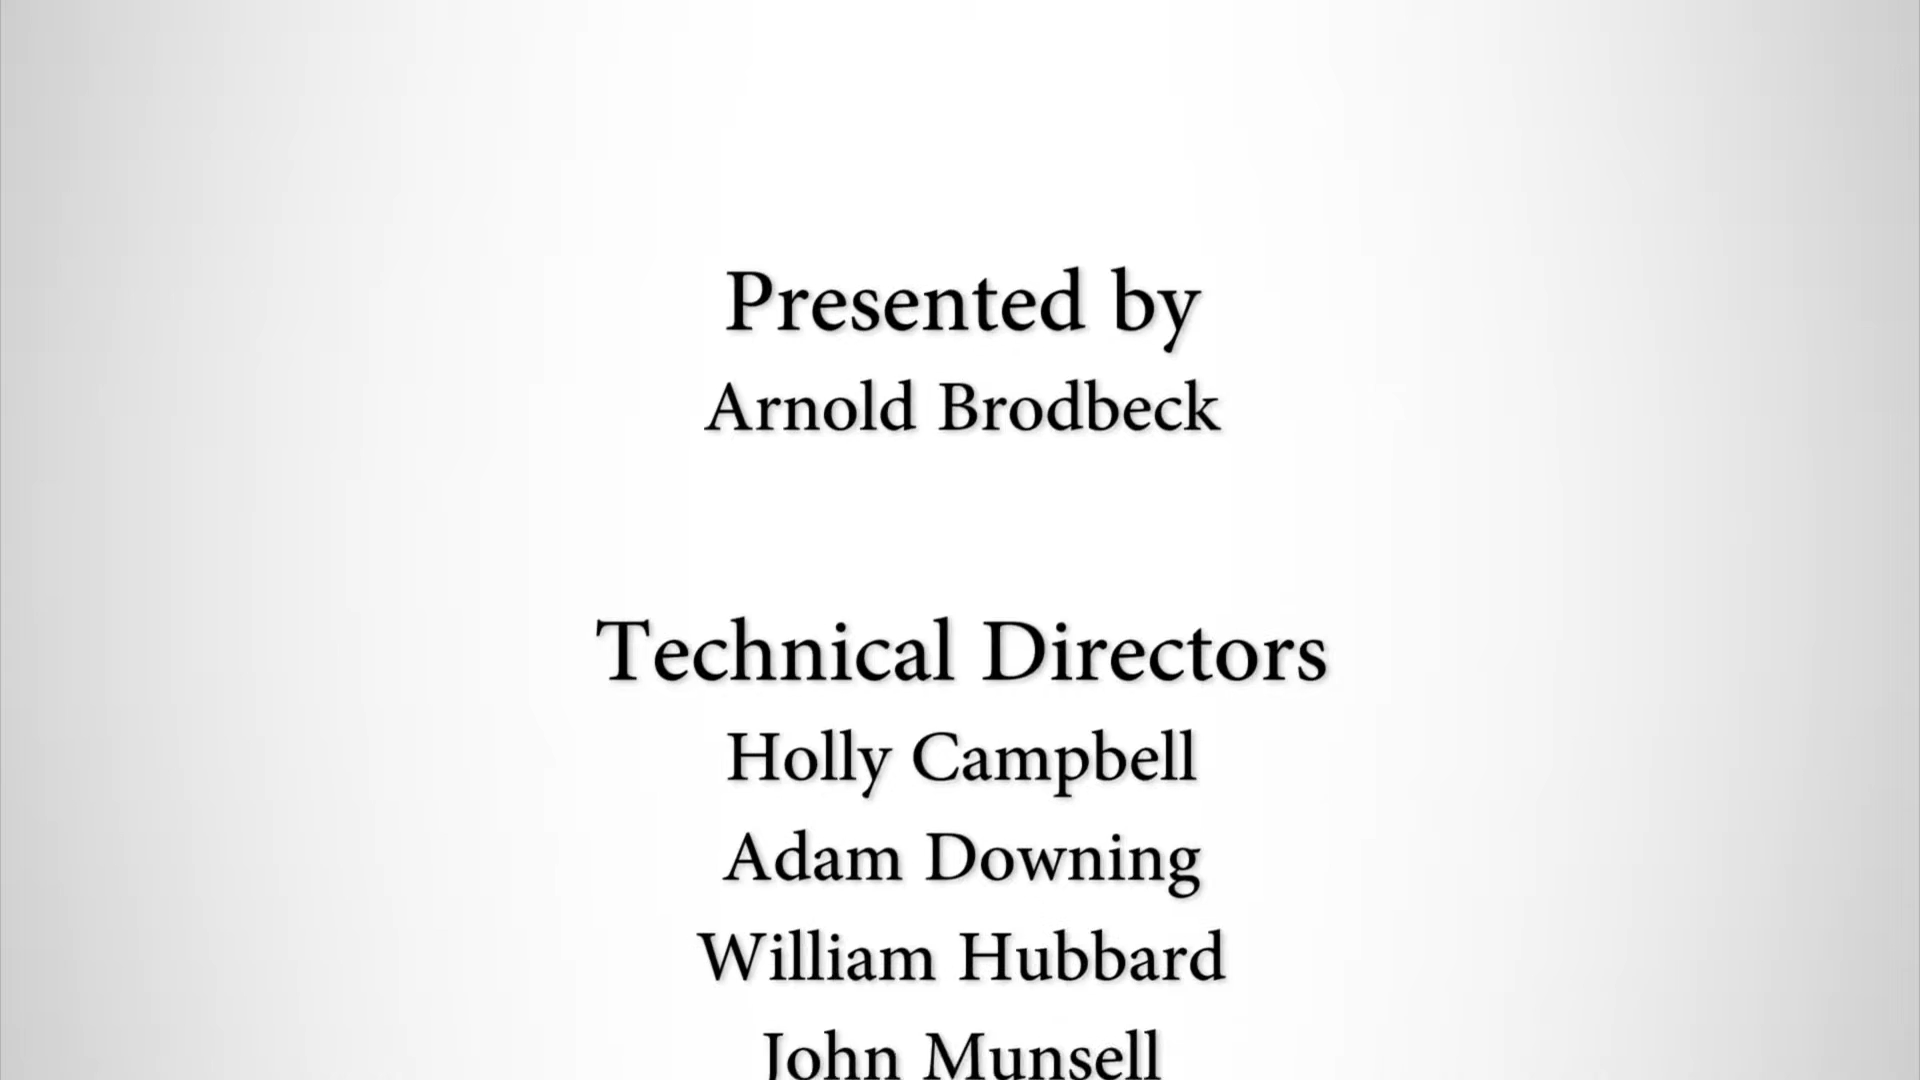 Presented by
Arnold Brodbeck
Technical Directors
Holly Campbell
Adam Downing
William Hubbard
John Munsell